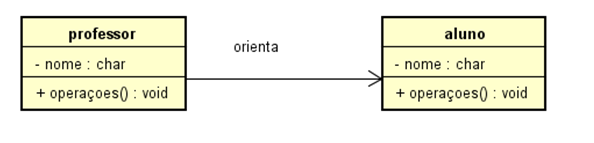 professor
- nome : char
+ operaçoes() : void
orienta
aluno
- nome : char
+ operaçoes() : void